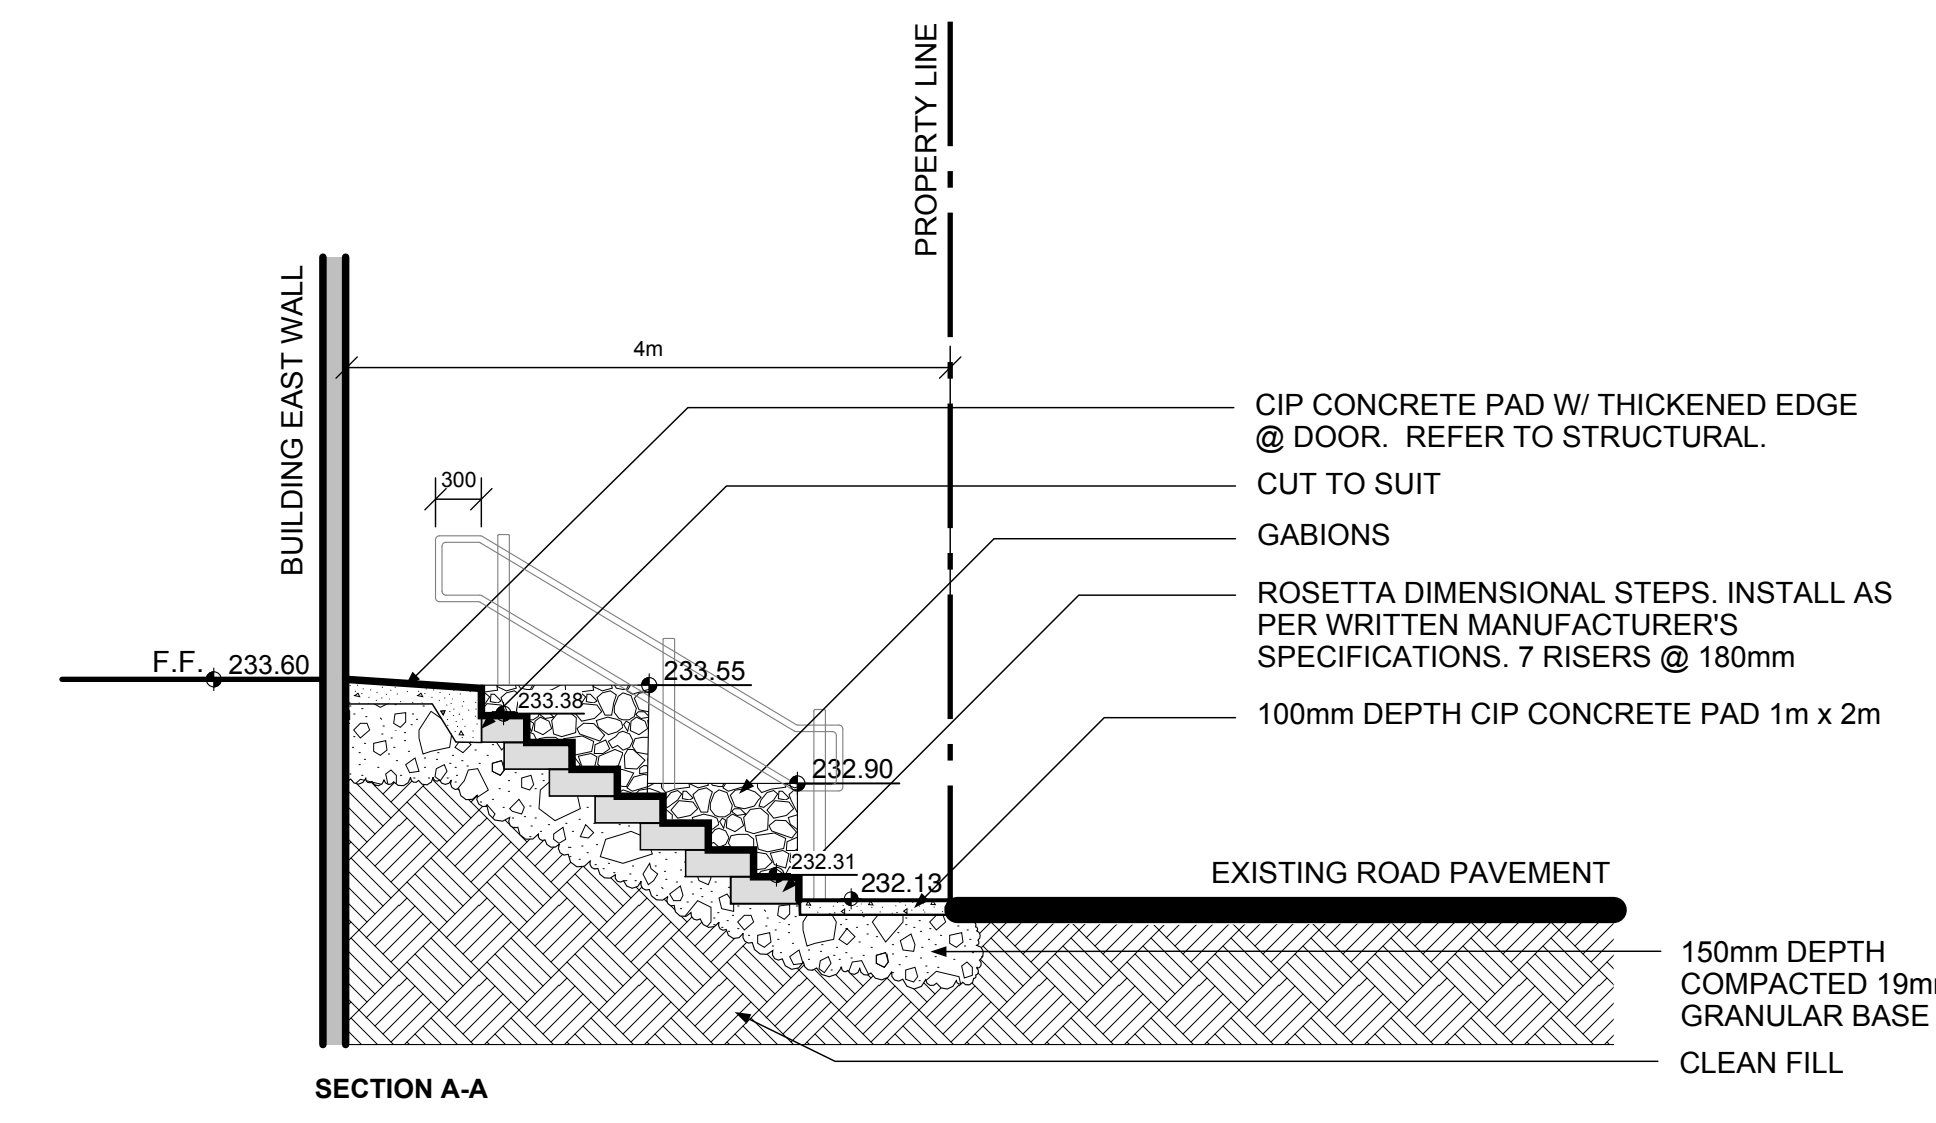 PROPERTY LINE
BUILDING EAST WALL
4m
CIP CONCRETE PAD W/ THICKENED EDGE
@ DOOR. REFER TO STRUCTURAL.
300
CUT TO SUIT
GABIONS
ROSETTA DIMENSIONAL STEPS. INSTALL AS
PER WRITTEN MANUFACTURER'S
SPECIFICATIONS. 7 RISERS @ 180mm
F.F. 233.60
233.55
233.38
100mm DEPTH CIP CONCRETE PAD 1m x 2m
232.90
232.31
232.13
EXISTING ROAD PAVEMENT
150mm DEPTH
COMPACTED 19m
GRANULAR BASE
CLEAN FILL
SECTION A-A